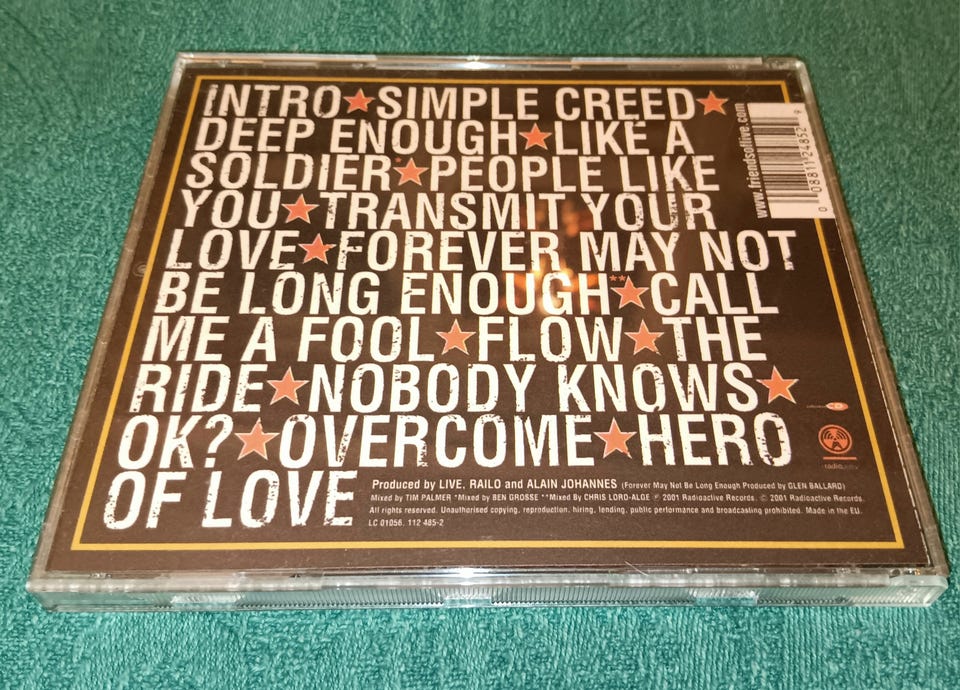 INTRO★SIMPLE CREED★
DEEP ENOUGH★LIKE A
SOLDIER*★PEOPLE LIKE
YOU★TRANSMIT YOUR
LOVE★FOREVER MAY NOT
BE LONG ENOUGH**★CALL
ME A FOOL★FLOW★THE
RIDE★NOBODY KNOWS★
OK?★OVERCOME★HERO
OF LOVE
Produced by LIVE, RAILO and ALAIN JOHANNES (Forever May Not Be Long Enough Produced by GLEN BALLARD)
Mixed by TIM PALMER *Mixed by BEN GROSSE **Mixed By CHRIS LORD-ALGE ℗ 2001 Radioactive Records. © 2001 Radioactive Records.
All rights reserved. Unauthorised copying, reproduction, hiring, lending, public performance and broadcasting prohibited. Made in the EU.
LC 01056. 112 485-2
www.friendsoflive.com
0 08811 24852 9